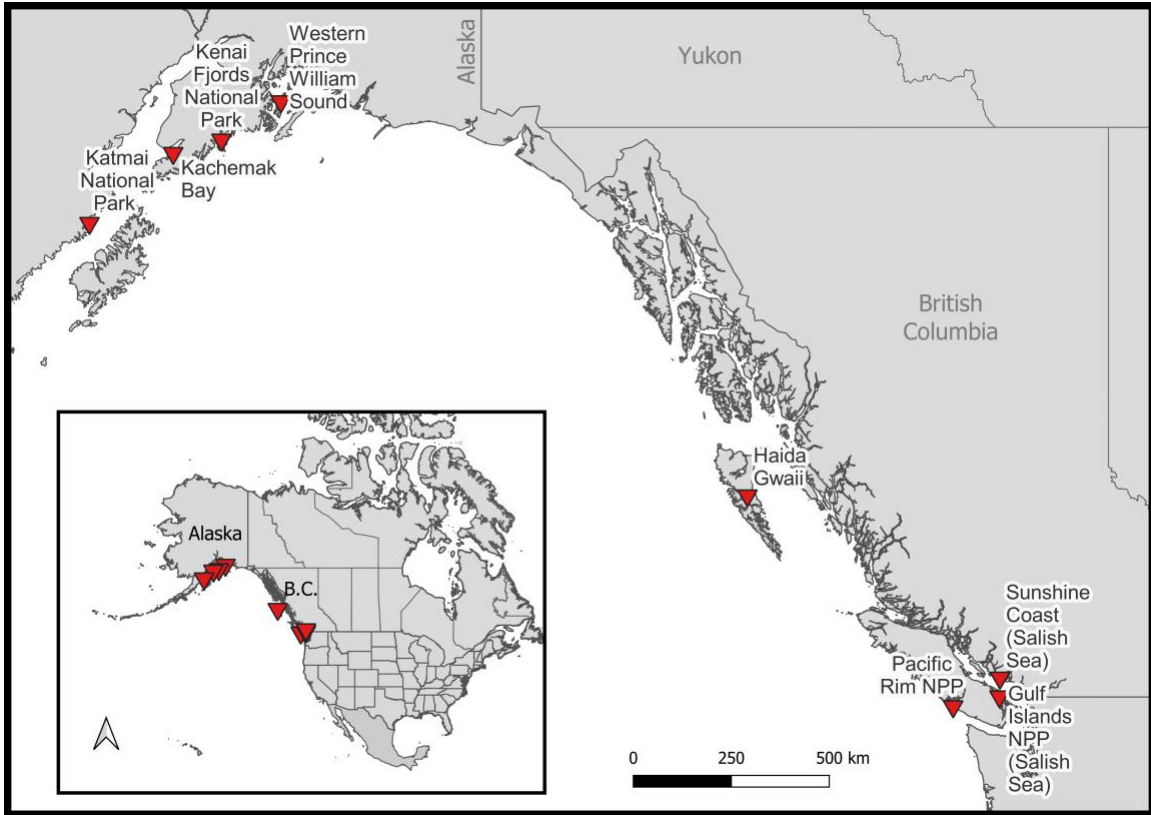 Western
Prince
William
Sound
Kenai
Fjords
National
Park
Katmai
National
Park
Kachemak
Bay
Alaska
Yukon
British
Columbia
Haida
Gwaii
Sunshine
Coast
(Salish
Sea)
Pacific
Rim NPP
Gulf
Islands
NPP
(Salish
Sea)
Alaska
B.C.
0 250 500 km